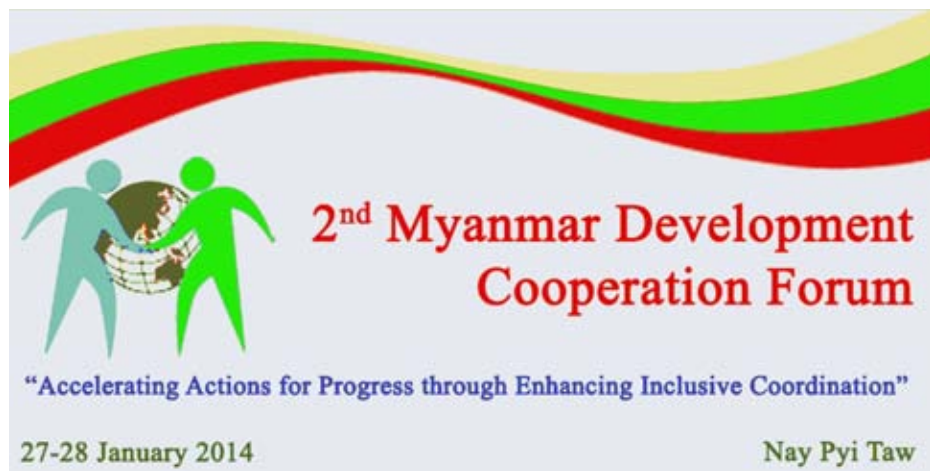 2nd Myanmar Development
Cooperation Forum
“Accelerating Actions for Progress through Enhancing Inclusive Coordination”
27-28 January 2014
Nay Pyi Taw